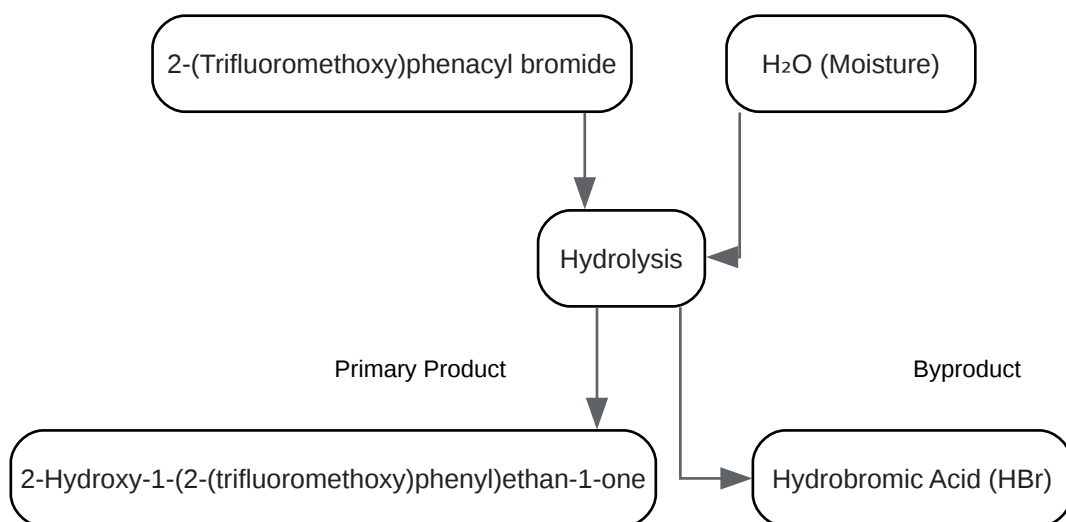 2-(Trifluoromethoxy)phenacyl bromide
H₂O (Moisture)
Hydrolysis
Primary Product
Byproduct
2-Hydroxy-1-(2-(trifluoromethoxy)phenyl)ethan-1-one
Hydrobromic Acid (HBr)